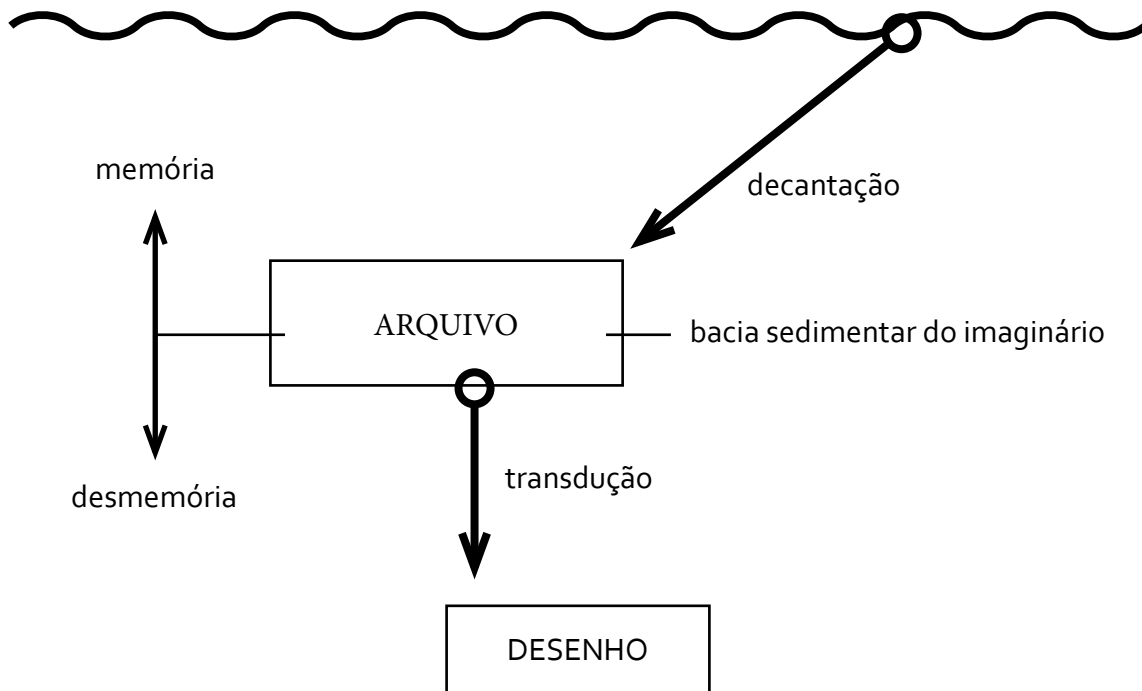 memória
decantação
ARQUIVO
bacia sedimentar do imaginário
transdução
desmemória
DESENHO